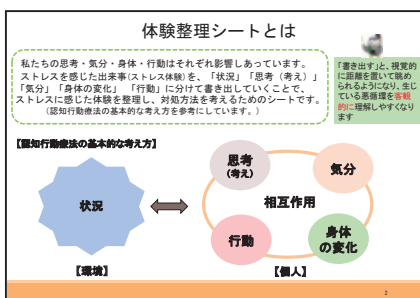 体験整理シートとは
私たちの思考・気分・身体・行動はそれぞれ影響しあっています。
ストレスを感じた出来事(ストレス体験)を、「状況」「思考（考え）」
「気分」「身体の変化」 「行動」に分けて書き出していくことで、
ストレスに感じた体験を整理し、対処方法を考えるためのシートです。
（認知行動療法の基本的な考え方を参考にしています。）
「書き出す」と、視覚的
に距離を置いて眺め
られるようになり、生じ
ている悪循環を客観
的に理解しやすくなり
ます
【認知行動療法の基本的な考え方】
状況
思考
(考え)
気分
相互作用
行動
身体
の変化
【環境】
【個人】
2